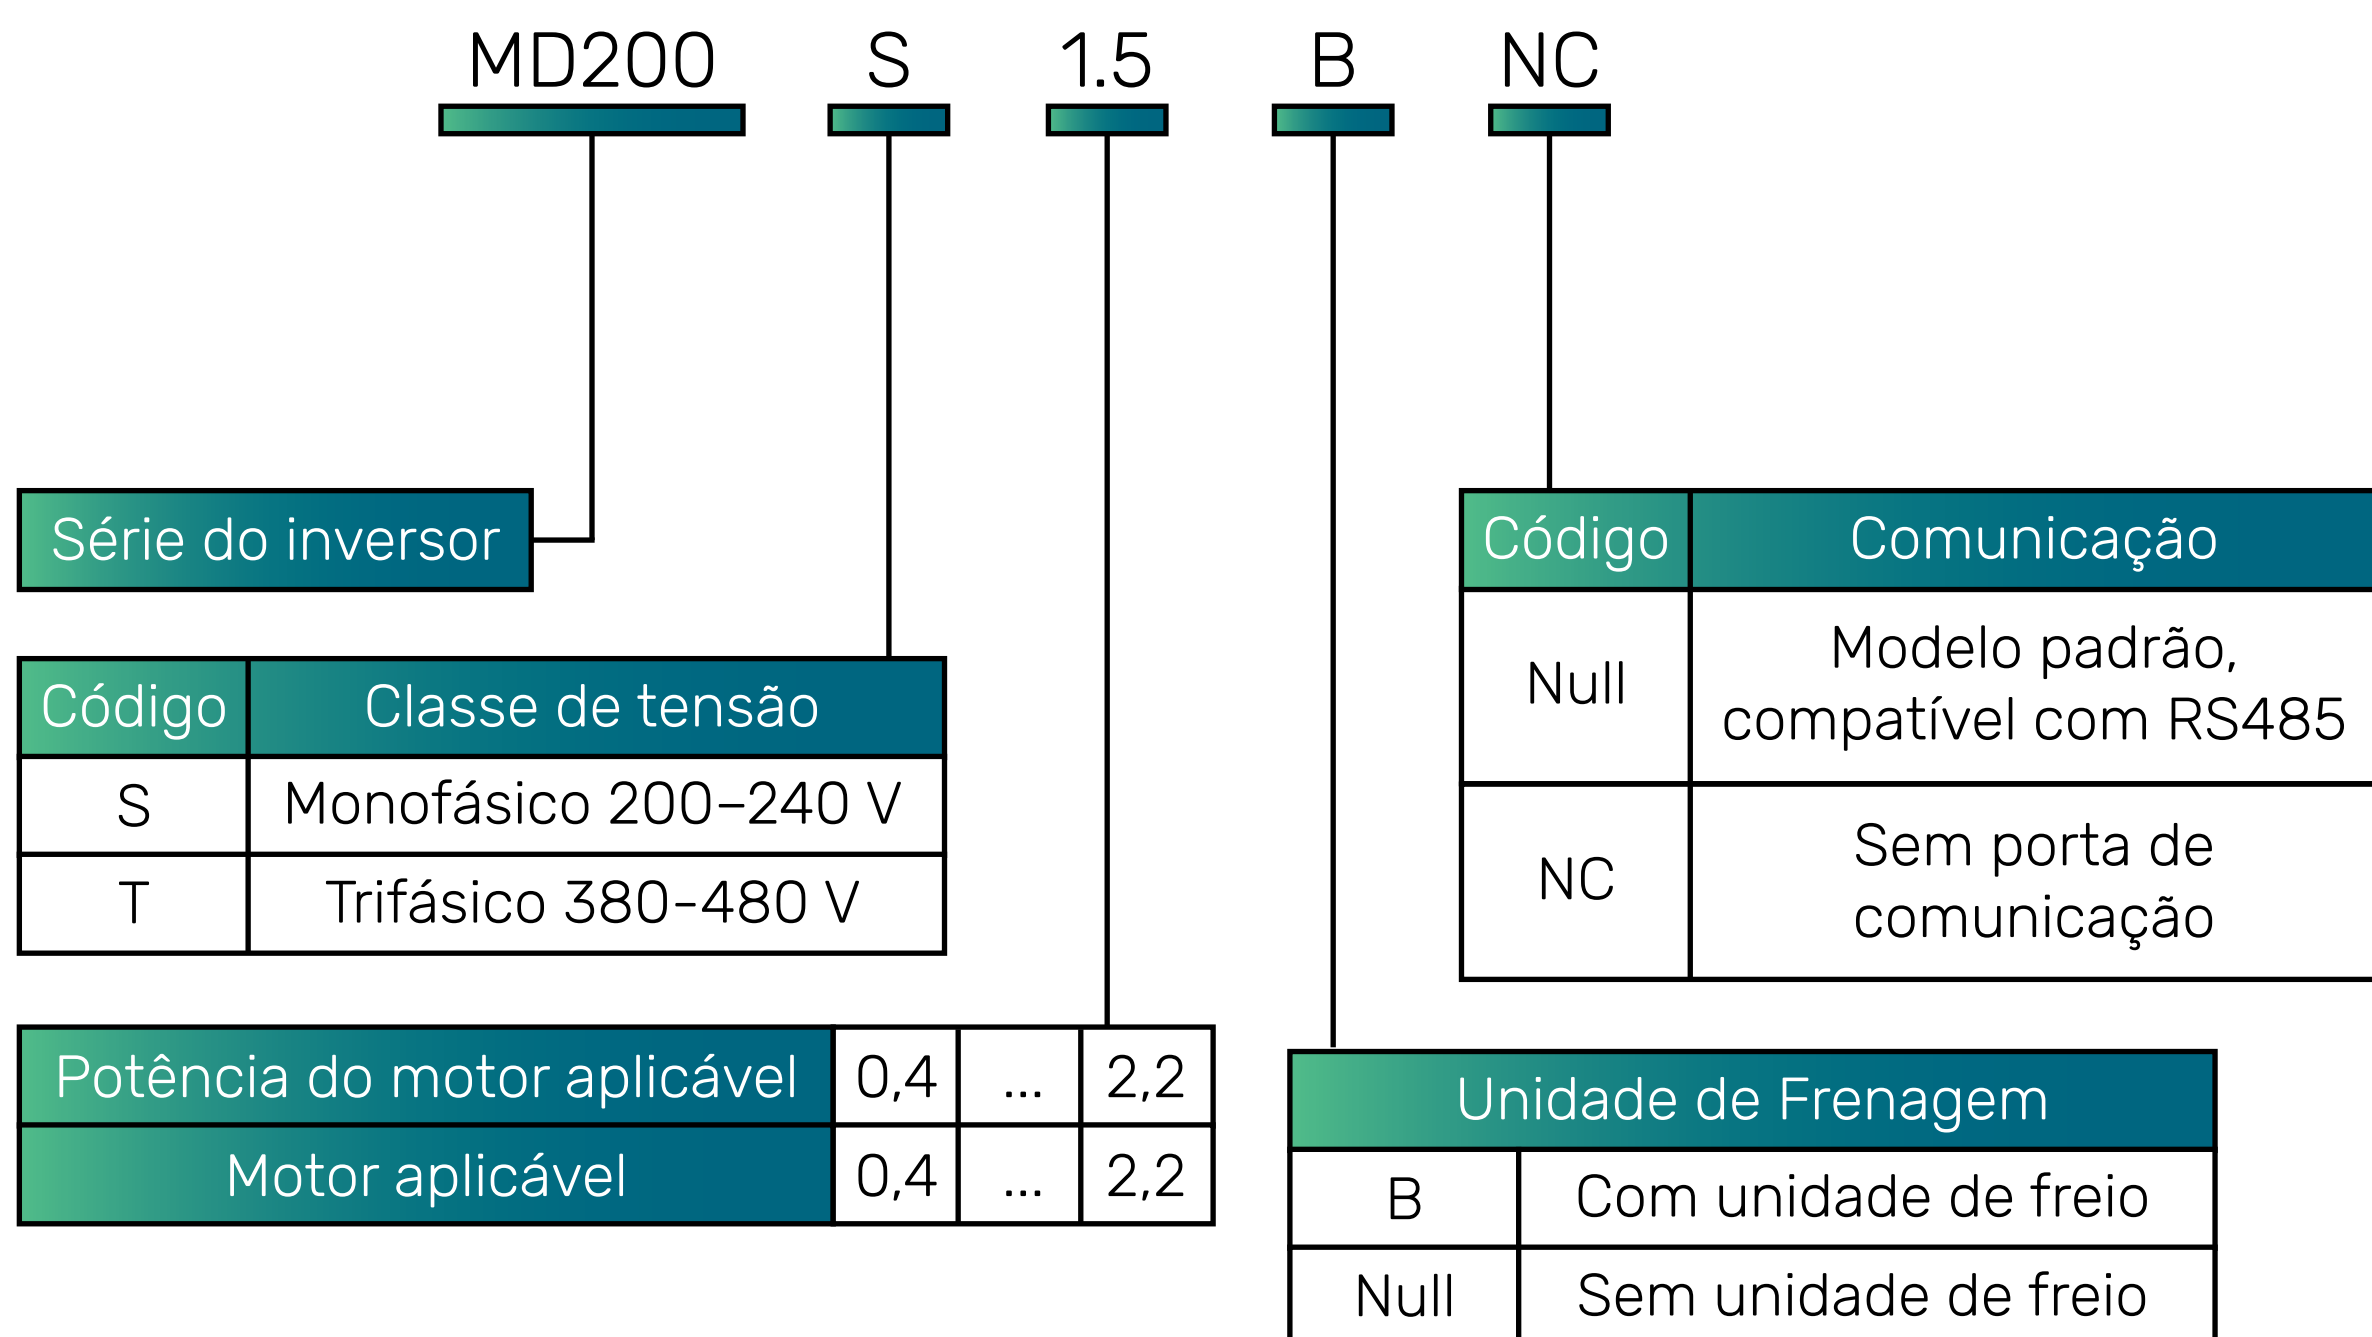 MD200 S 1.5 B NC
Série do inversor
Código Classe de tensão
S Monofásico 200–240 V
T Trifásico 380-480 V
Potência do motor aplicável 0,4 ... 2,2
Motor aplicável 0,4 ... 2,2
Código Comunicação
Null Modelo padrão,
compatível com RS485
NC Sem porta de
comunicação
Unidade de Frenagem
B Com unidade de freio
Null Sem unidade de freio